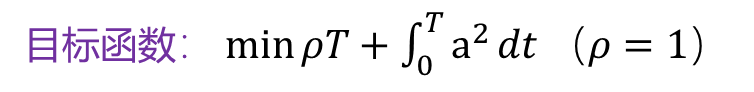 目标函数： min ρT + ∫₀ᵀ a² dt （ρ = 1）